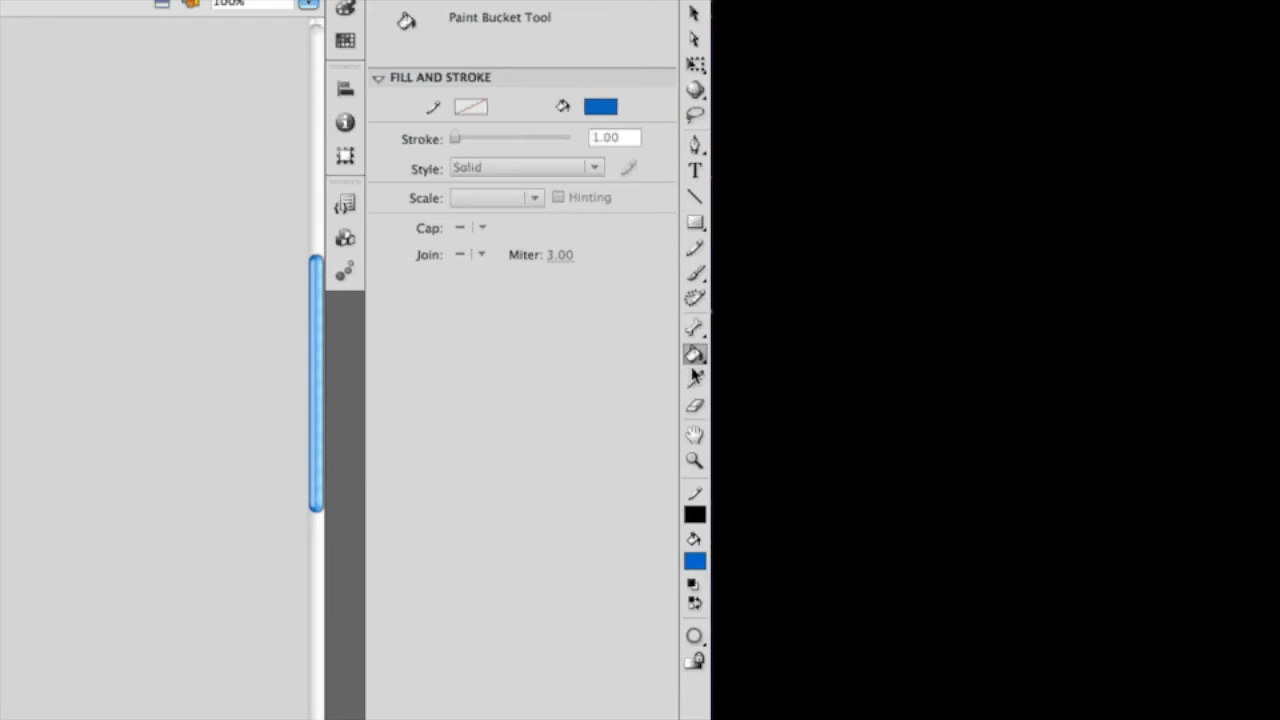 100%
Paint Bucket Tool
FILL AND STROKE
Stroke: 1.00
Style: Solid
Scale: Hinting
Cap:
Join: Miter: 3.00
T